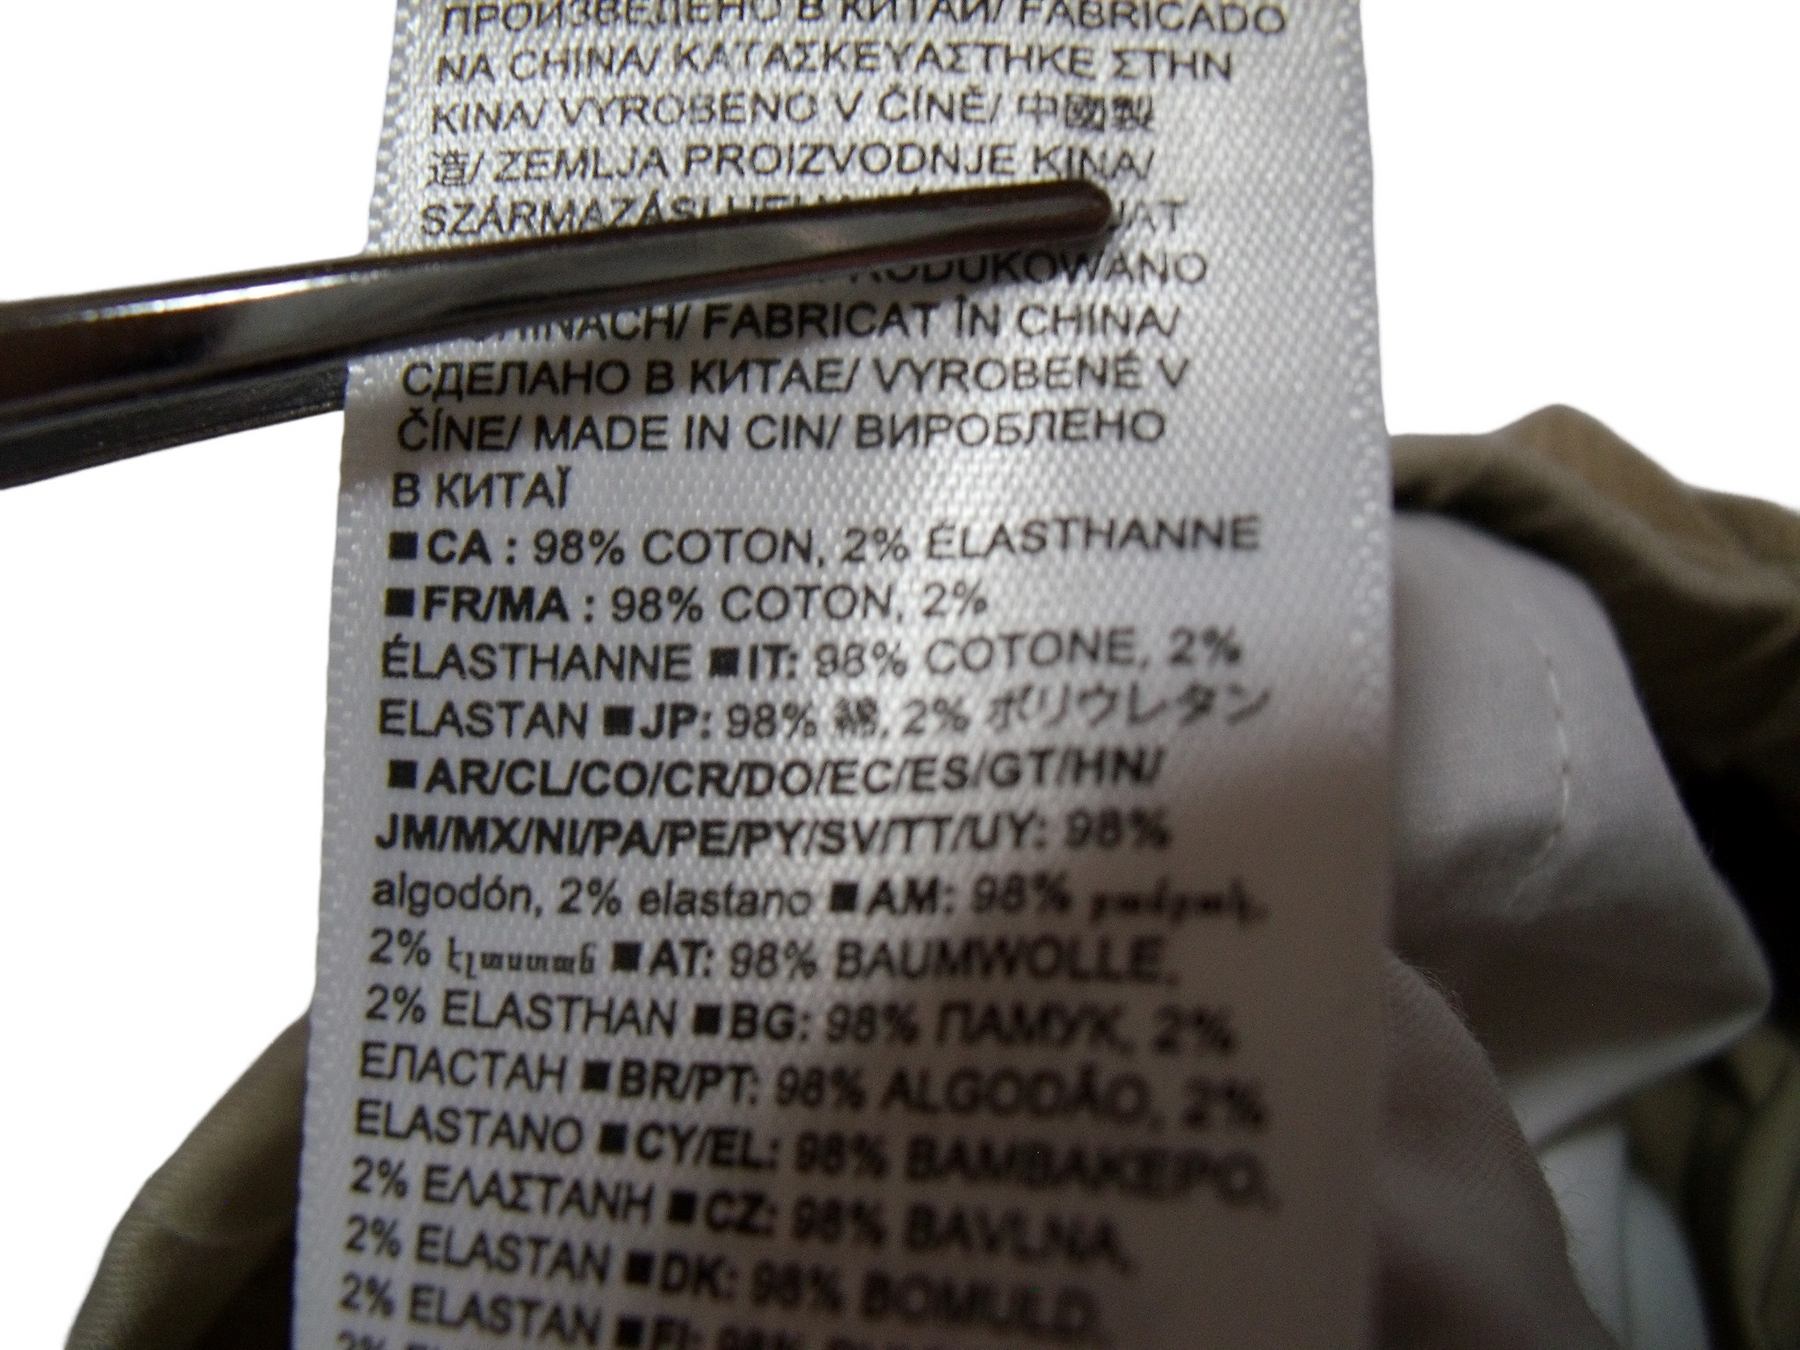 ПРОИЗВЕДЕНО В КИТАЙ/ FABRICADO
NA CHINA/ ΚΑΤΑΣΚΕΥΑΣΤΗΚΕ ΣΤΗΝ
ΚΙΝΑ/ VYROBENO V ČÍNĚ/ 中國製
造/ ZEMLJA PROIZVODNJE KINA/
SZÁRMAZÁSI
CHINACH/ FABRICAT ÎN CHINA/
СДЕЛАНО В КИТАЕ/ VYROBENÉ V
ČÍNE/ MADE IN CIN/ ВИРОБЛЕНО
В КИТАЇ
■CA : 98% COTON, 2% ÉLASTHANNE
■FR/MA : 98% COTON, 2%
ÉLASTHANNE ■IT: 98% COTONE, 2%
ELASTAN ■JP: 98% 綿, 2% ポリウレタン
■AR/CL/CO/CR/DO/EC/ES/GT/HN/
JM/MX/NI/PA/PE/PY/SV/TT/UY: 98%
algodón, 2% elastano ■AM: 98% բամբակ,
2% էլաստան ■AT: 98% BAUMWOLLE,
2% ELASTHAN ■BG: 98% ПАМУК, 2%
ЕЛАСТАН ■BR/PT: 98% ALGODÃO, 2%
ELASTANO ■CY/EL: 98% ΒΑΜΒΑΚΕΡΟ,
2% ΕΛΑΣΤΑΝΗ ■CZ: 98% BAVLNA,
2% ELASTAN ■DK: 98% BOMULD,
2% ELASTAN ■FI: 98%